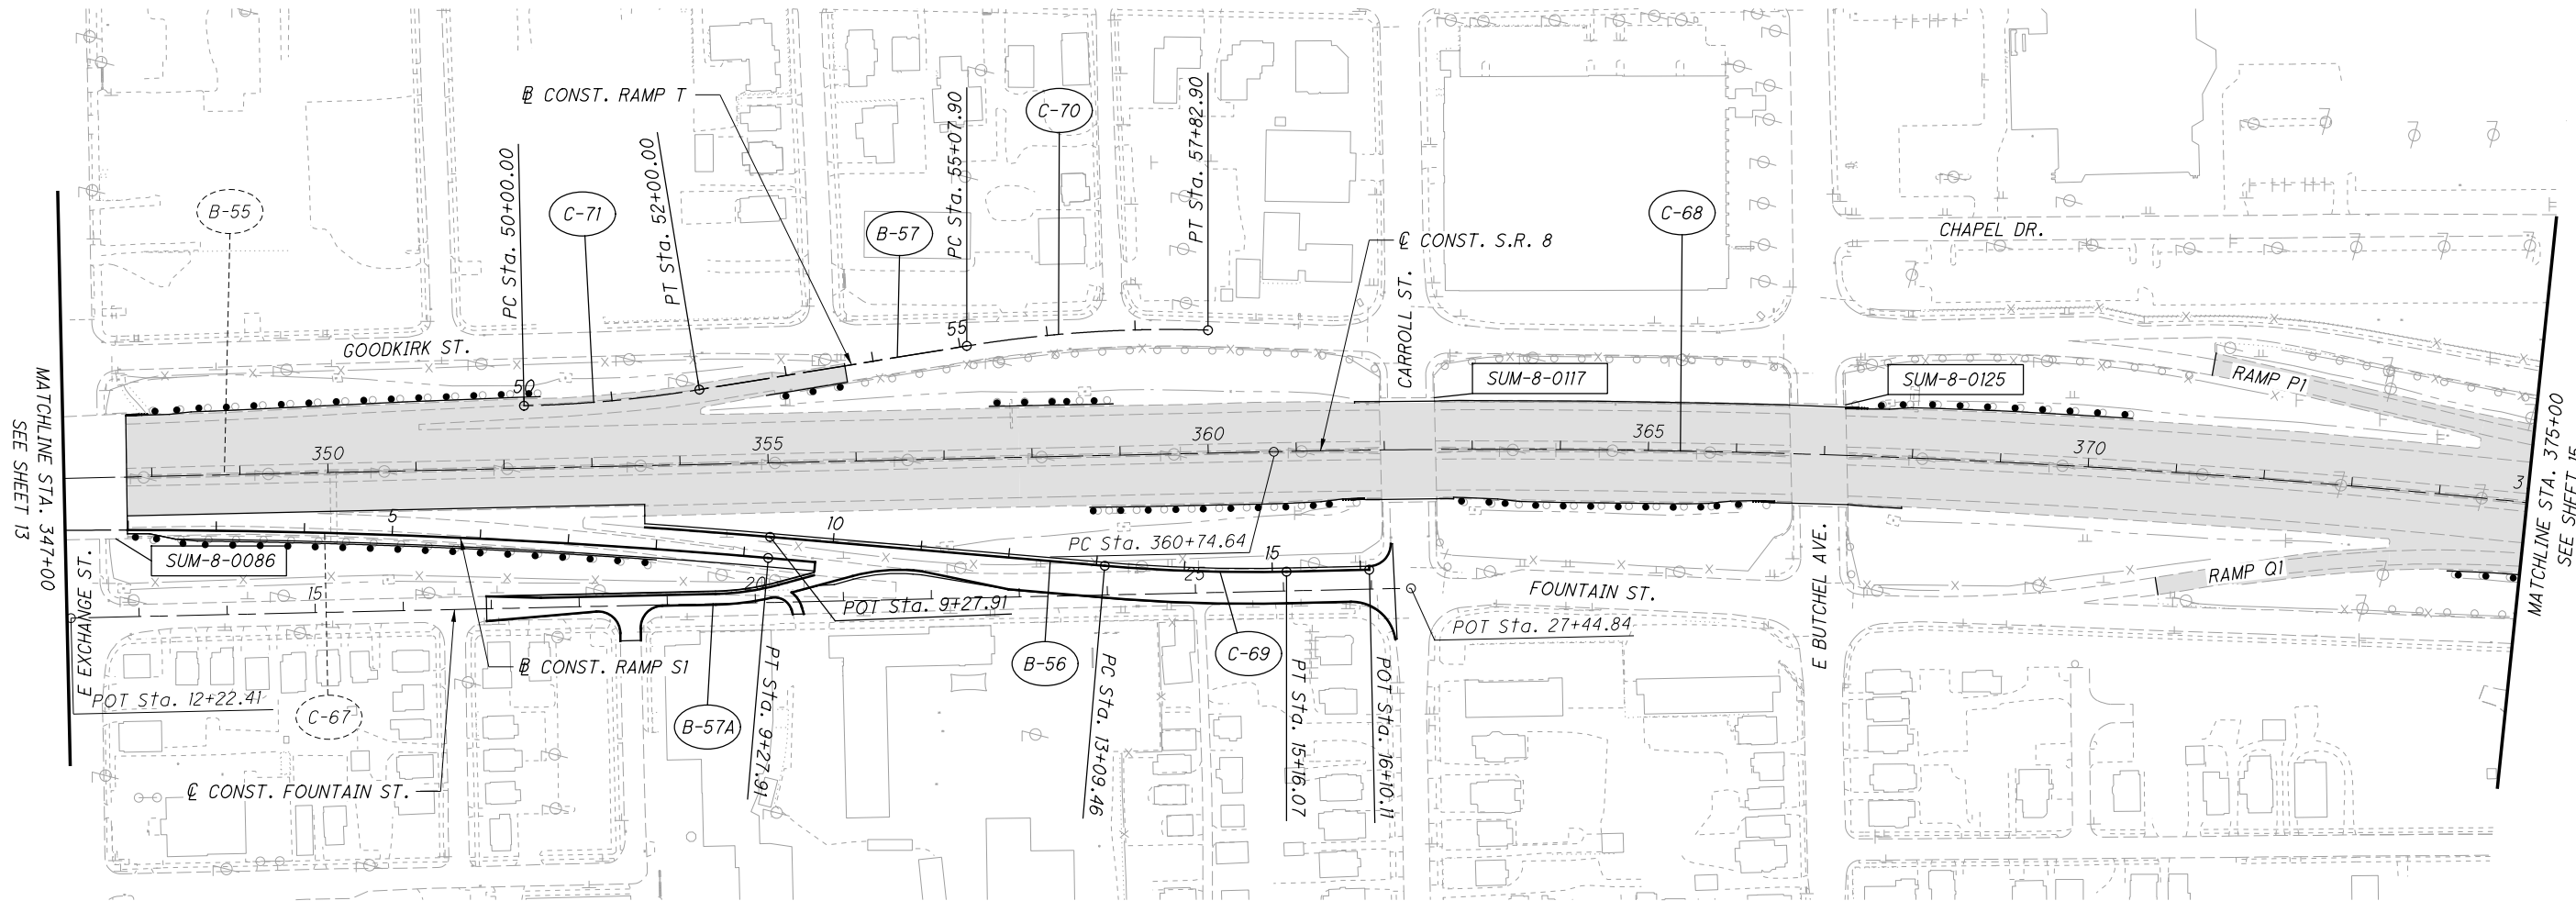 MATCHLINE STA. 347+00
SEE SHEET 13
B-55
℄ CONST. RAMP T
PC Sta. 50+00.00
C-71
PT Sta. 52+00.00
B-57
PC Sta. 55+07.90
C-70
PT Sta. 57+82.90
℄ CONST. S.R. 8
CARROLL ST.
C-68
CHAPEL DR.
GOODKIRK ST.
50
55
SUM-8-0117
SUM-8-0125
RAMP P1
350
355
360
365
370
3
MATCHLINE STA. 375+00
SEE SHEET 15
5
10
15
PC Sta. 360+74.64
SUM-8-0086
E EXCHANGE ST.
15
20
25
POT Sta. 9+27.91
FOUNTAIN ST.
POT Sta. 27+44.84
E BUTCHEL AVE.
RAMP Q1
B CONST. RAMP S1
POT Sta. 12+22.41
C-67
B-57A
PT Sta. 9+27.91
B-56
PC Sta. 13+09.46
C-69
PT Sta. 15+16.07
POT Sta. 16+10.11
℄ CONST. FOUNTAIN ST.